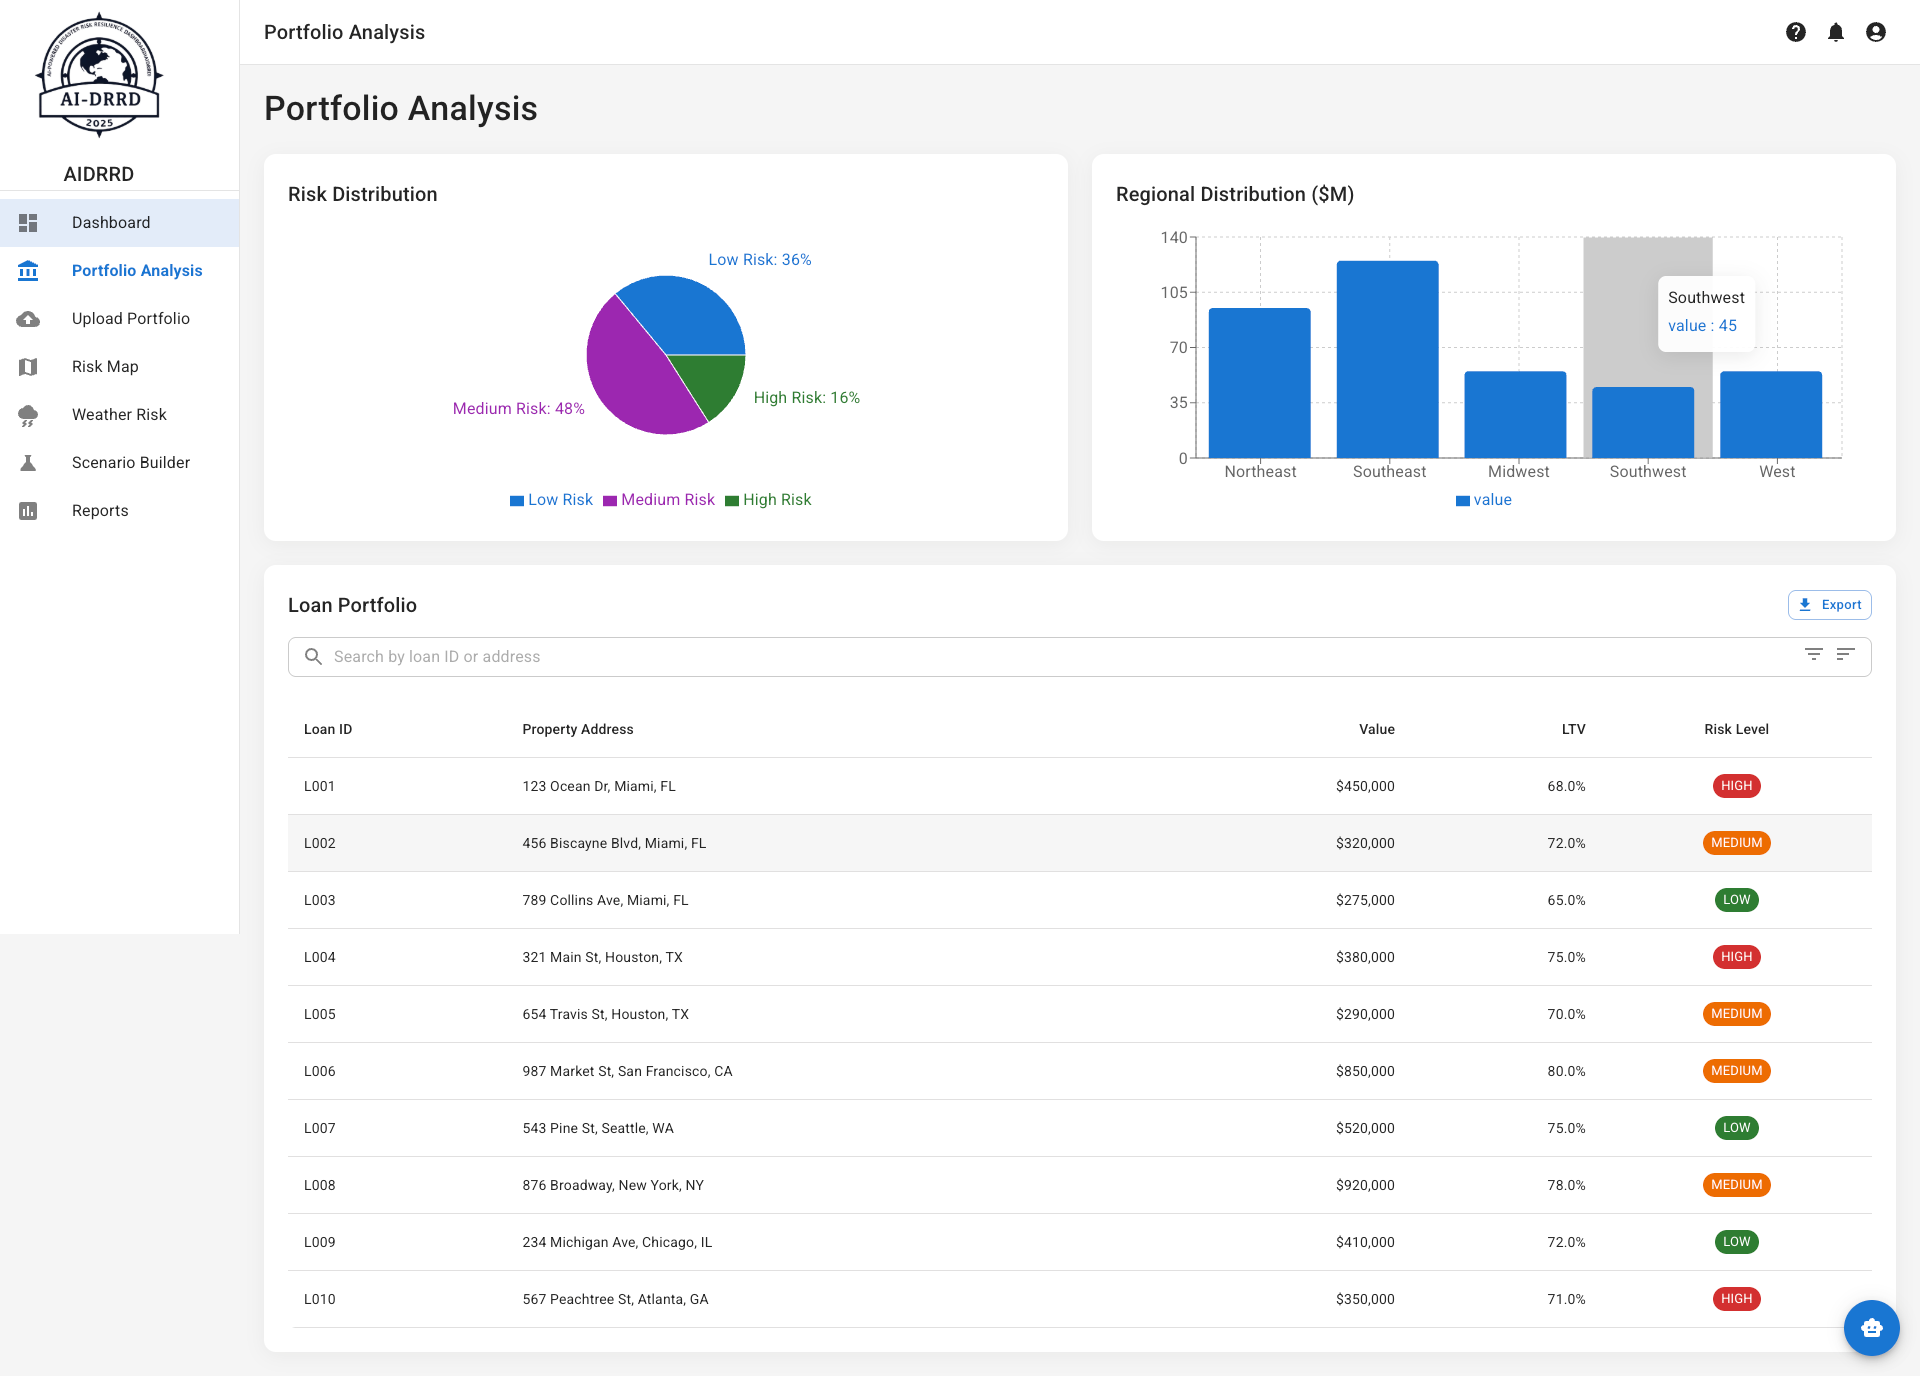 AI-POWERED DISASTER RISK RESILIENCE DASHBOARD
AI-DRRD
2025
AIDRRD
Dashboard
Portfolio Analysis
Upload Portfolio
Risk Map
Weather Risk
Scenario Builder
Reports
Portfolio Analysis
Portfolio Analysis
Risk Distribution
Low Risk: 36%
Medium Risk: 48%
High Risk: 16%
Low Risk Medium Risk High Risk
Regional Distribution ($M)
140
105
70
35
0
Southwest
value : 45
Northeast Southeast Midwest Southwest West
value
Loan Portfolio
Export
Search by loan ID or address
Loan ID Property Address Value LTV Risk Level
L001 123 Ocean Dr, Miami, FL $450,000 68.0% HIGH
L002 456 Biscayne Blvd, Miami, FL $320,000 72.0% MEDIUM
L003 789 Collins Ave, Miami, FL $275,000 65.0% LOW
L004 321 Main St, Houston, TX $380,000 75.0% HIGH
L005 654 Travis St, Houston, TX $290,000 70.0% MEDIUM
L006 987 Market St, San Francisco, CA $850,000 80.0% MEDIUM
L007 543 Pine St, Seattle, WA $520,000 75.0% LOW
L008 876 Broadway, New York, NY $920,000 78.0% MEDIUM
L009 234 Michigan Ave, Chicago, IL $410,000 72.0% LOW
L010 567 Peachtree St, Atlanta, GA $350,000 71.0% HIGH